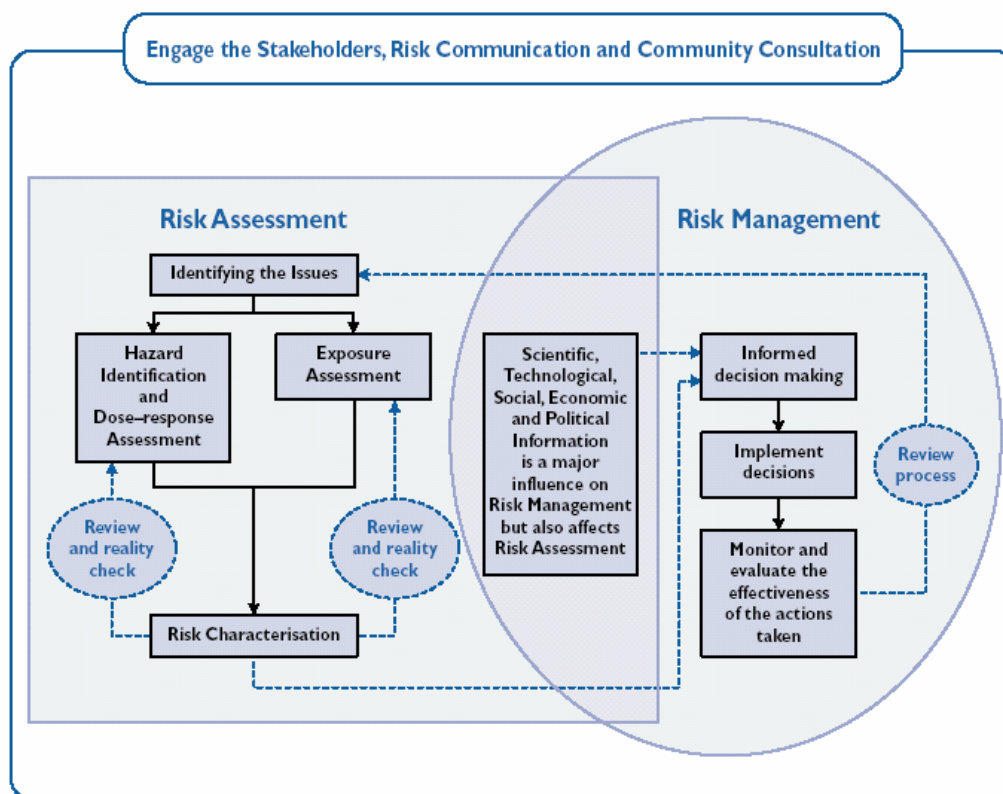 Engage the Stakeholders, Risk Communication and Community Consultation
Risk Assessment
Risk Management
Identifying the Issues
Hazard
Identification
and
Dose–response
Assessment
Exposure
Assessment
Scientific,
Technological,
Social, Economic
and Political
Information
is a major
influence on
Risk Management
but also affects
Risk Assessment
Informed
decision making
Implement
decisions
Review
process
Review
and reality
check
Review
and reality
check
Monitor and
evaluate the
effectiveness
of the actions
taken
Risk Characterisation